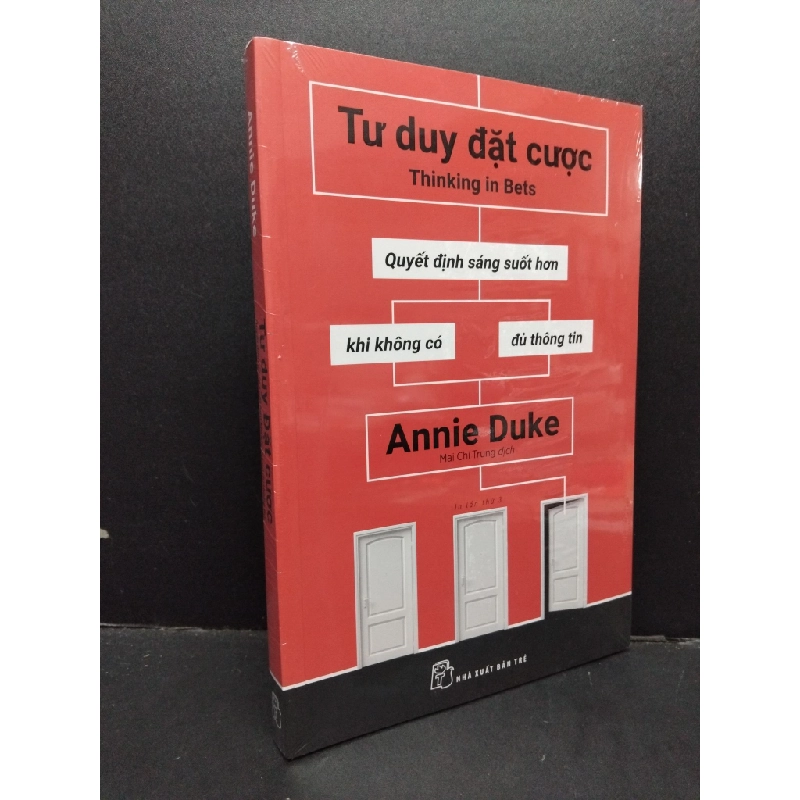 Tư duy đặt cược
Thinking in Bets
Quyết định sáng suốt hơn
khi không có
đủ thông tin
Annie Duke
Mai Chí Trung dịch
NHÀ XUẤT BẢN TRẺ
Annie Duke
Tư duy đặt cược